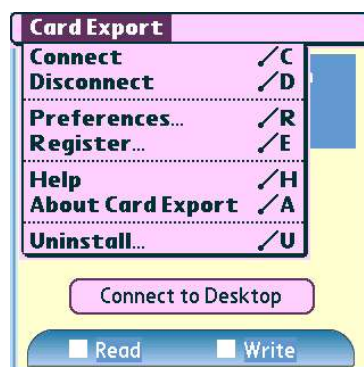 Card Export
Connect /C
Disconnect /D
Preferences... /R
Register... /E
Help /H
About Card Export /A
Uninstall... /U
Connect to Desktop
Read Write